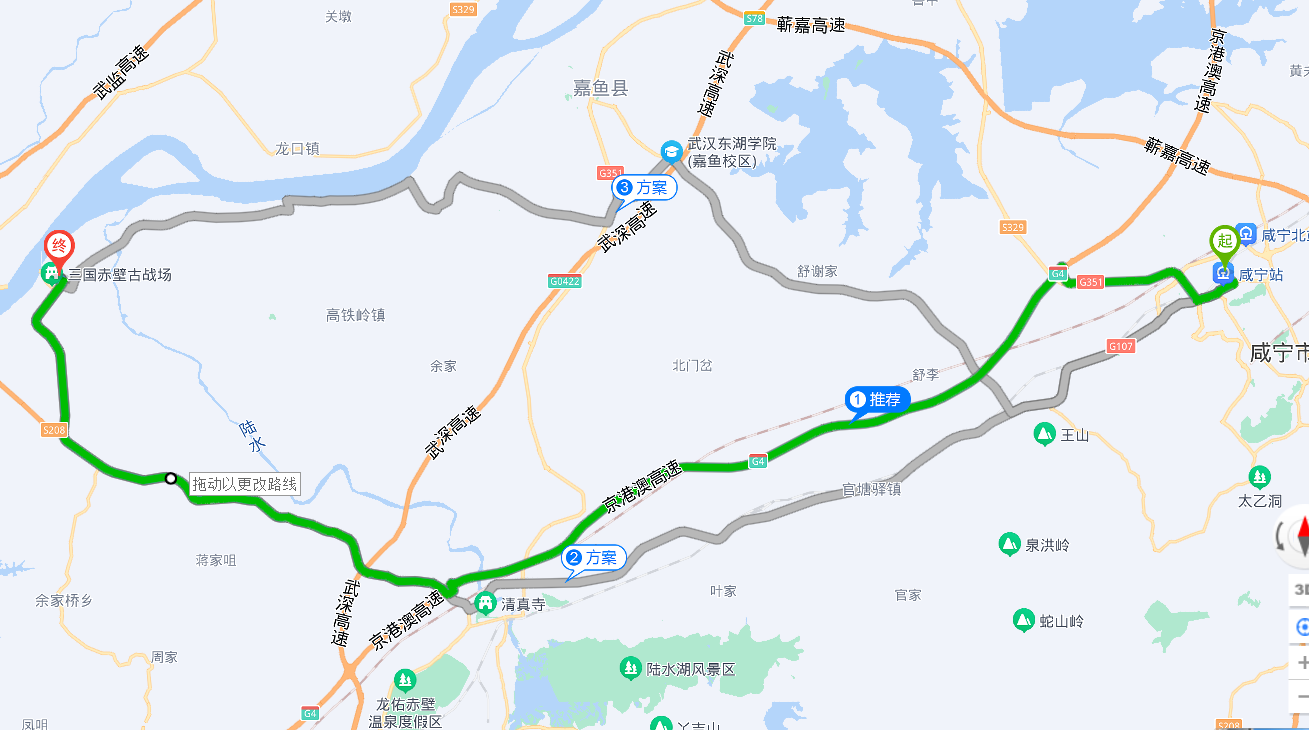 关墩
S329
S78
蕲嘉高速
京港澳高速
武监高速
武深高速
嘉鱼县
龙口镇
武汉东湖学院
(嘉鱼校区)
蕲嘉高速
G351
3 方案
武深高速
S329
起
咸宁北
终
三国赤壁古战场
G0422
舒谢家
G4
G351
咸宁站
高铁岭镇
余家
北门岔
舒李
G107
咸宁市
1 推荐
S208
陆水
武深高速
王山
拖动以更改路线
京港澳高速
G4
官塘驿镇
太乙洞
蒋家咀
2 方案
泉洪岭
余家桥乡
武深高速
京港澳高速
清真寺
叶家
官家
蛇山岭
3D
周家
陆水湖风景区
龙佑赤壁
温泉度假区
G4
凤咀
S208